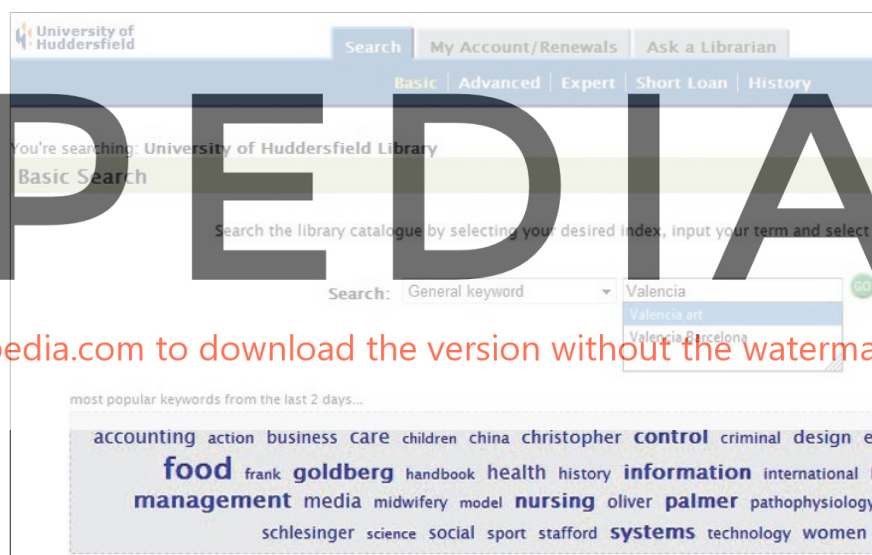 University of
Huddersfield
Search My Account/Renewals Ask a Librarian
Basic Advanced Expert Short Loan History
PEDIA
You're searching: University of Huddersfield Library
Basic Search
Search the library catalogue by selecting your desired index, input your term and select
Search: General keyword Valencia GO
Valencia art
Valencia Barcelona
pedia.com to download the version without the waterma
most popular keywords from the last 2 days...
accounting action business care children china christopher control criminal design e
food frank goldberg handbook health history information international
management media midwifery model nursing oliver palmer pathophysiology
schlesinger science social sport stafford systems technology women